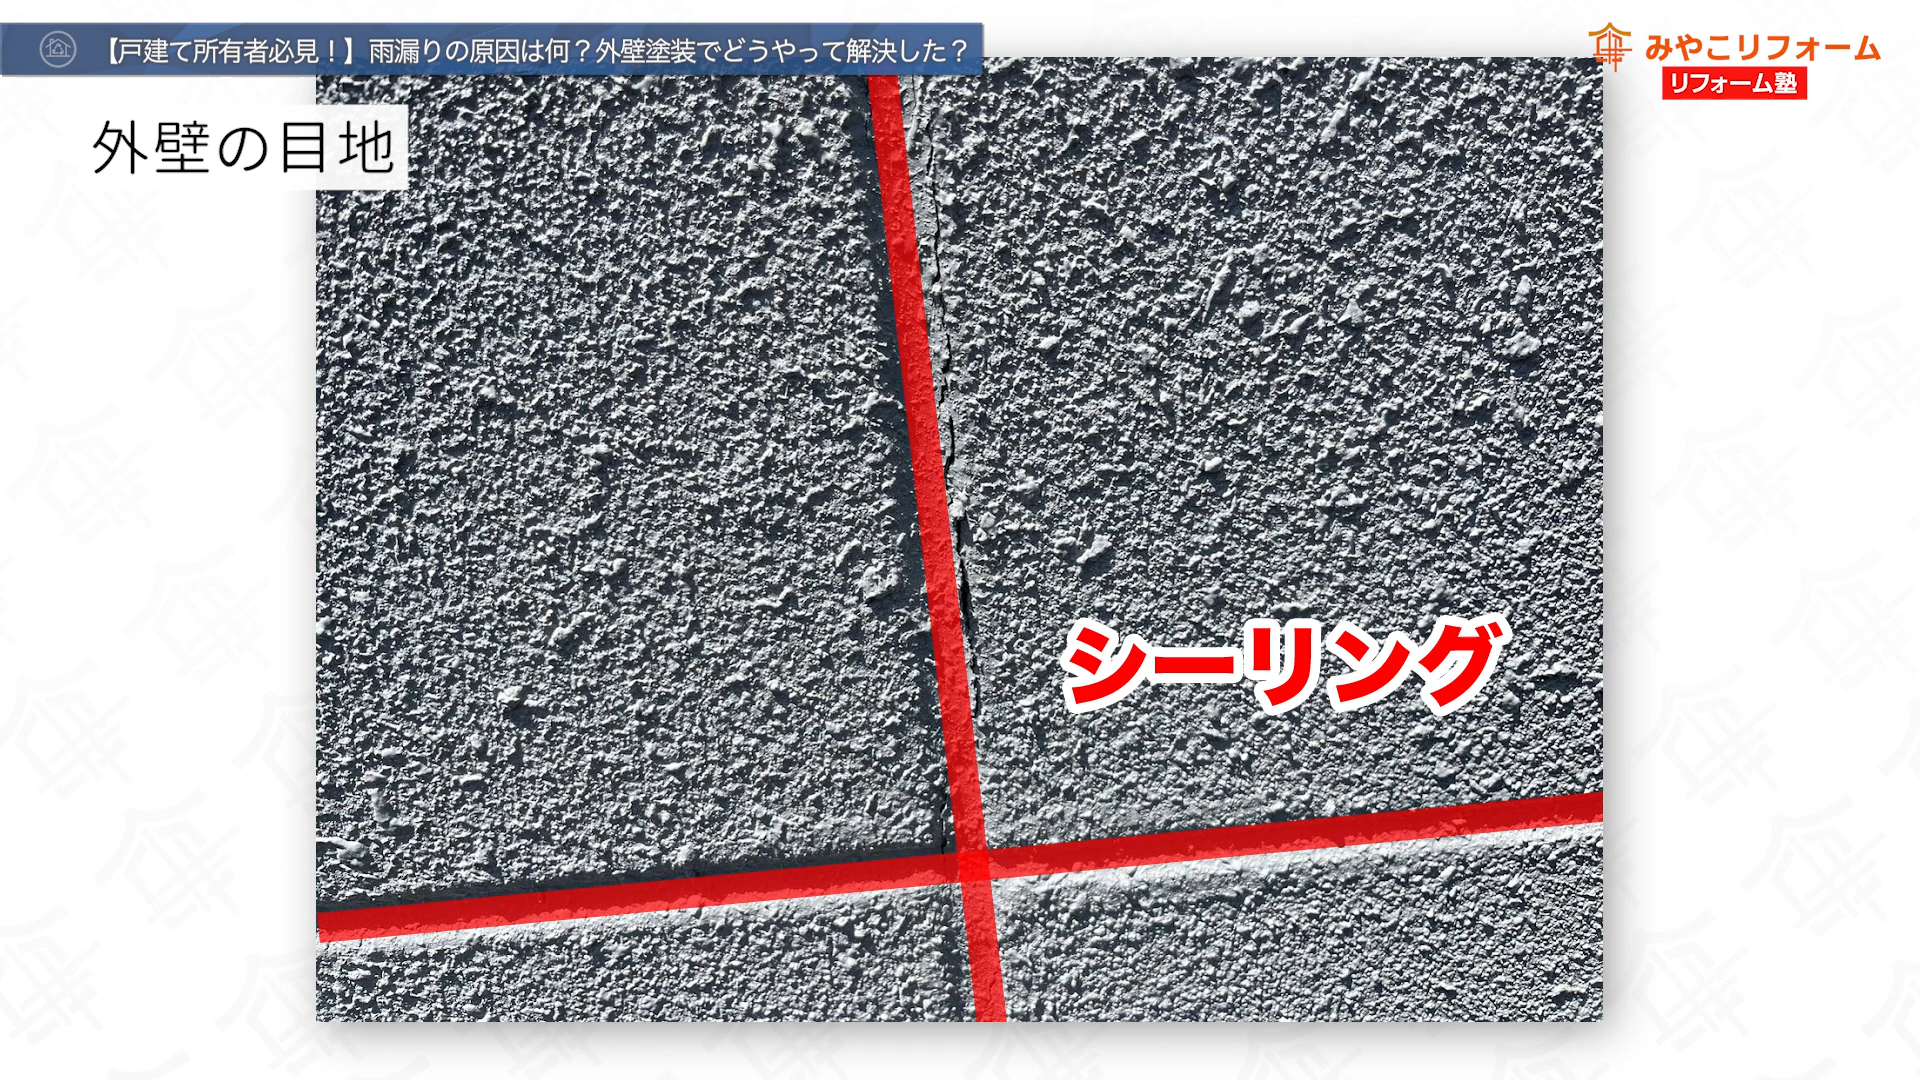 【戸建て所有者必見！】雨漏りの原因は何？外壁塗装でどうやって解決した？
みやこリフォーム
リフォーム塾
外壁の目地
シーリング